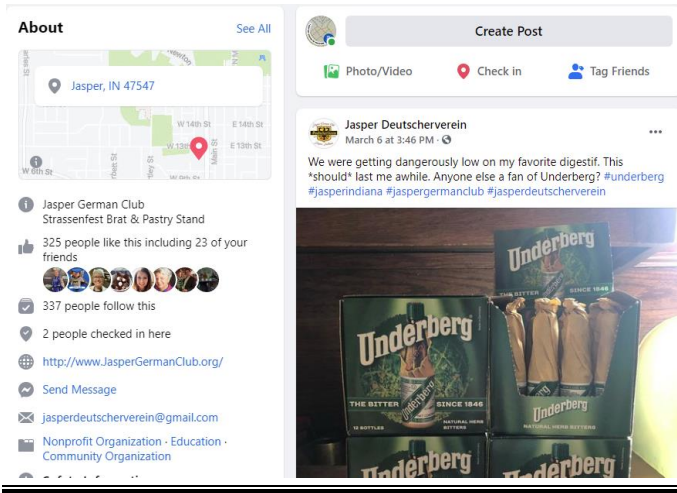 About
See All
Newton
Jasper, IN 47547
W 14th St
E 14th St
W 13th
E 13th St
Main St
W 6th St
Jasper German Club
Strassenfest Brat & Pastry Stand
325 people like this including 23 of your
friends
337 people follow this
2 people checked in here
http://www.JasperGermanClub.org/
Send Message
jasperdeutscherverein@gmail.com
Nonprofit Organization · Education ·
Community Organization
Create Post
Photo/Video
Check in
Tag Friends
Jasper Deutscherverein
March 6 at 3:46 PM ·
We were getting dangerously low on my favorite digestif. This
*should* last me awhile. Anyone else a fan of Underberg? #underberg
#jasperindiana #jaspergermanclub #jasperdeutscherverein
Underberg
THE BITTER SINCE 1846
Underberg
Underberg
THE BITTER SINCE 1846
12 BOTTLES
NATURAL HERB
BITTERS
Underberg
NATURAL HERB BITTERS
Underberg
Underberg